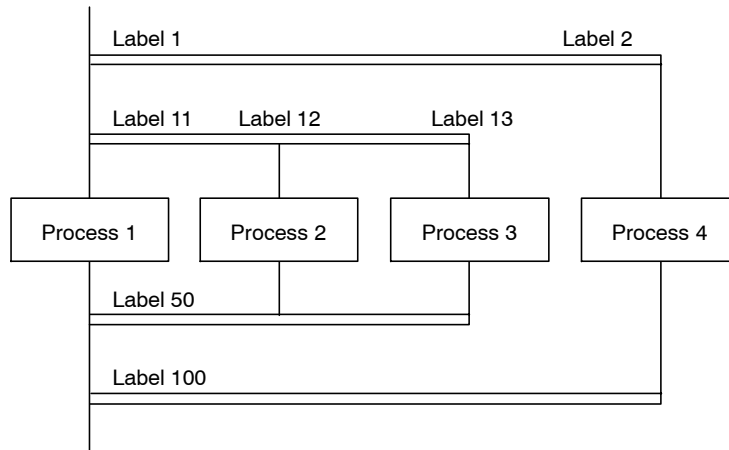 Label 1 Label 2
Label 11 Label 12 Label 13
Process 1 Process 2 Process 3 Process 4
Label 50
Label 100